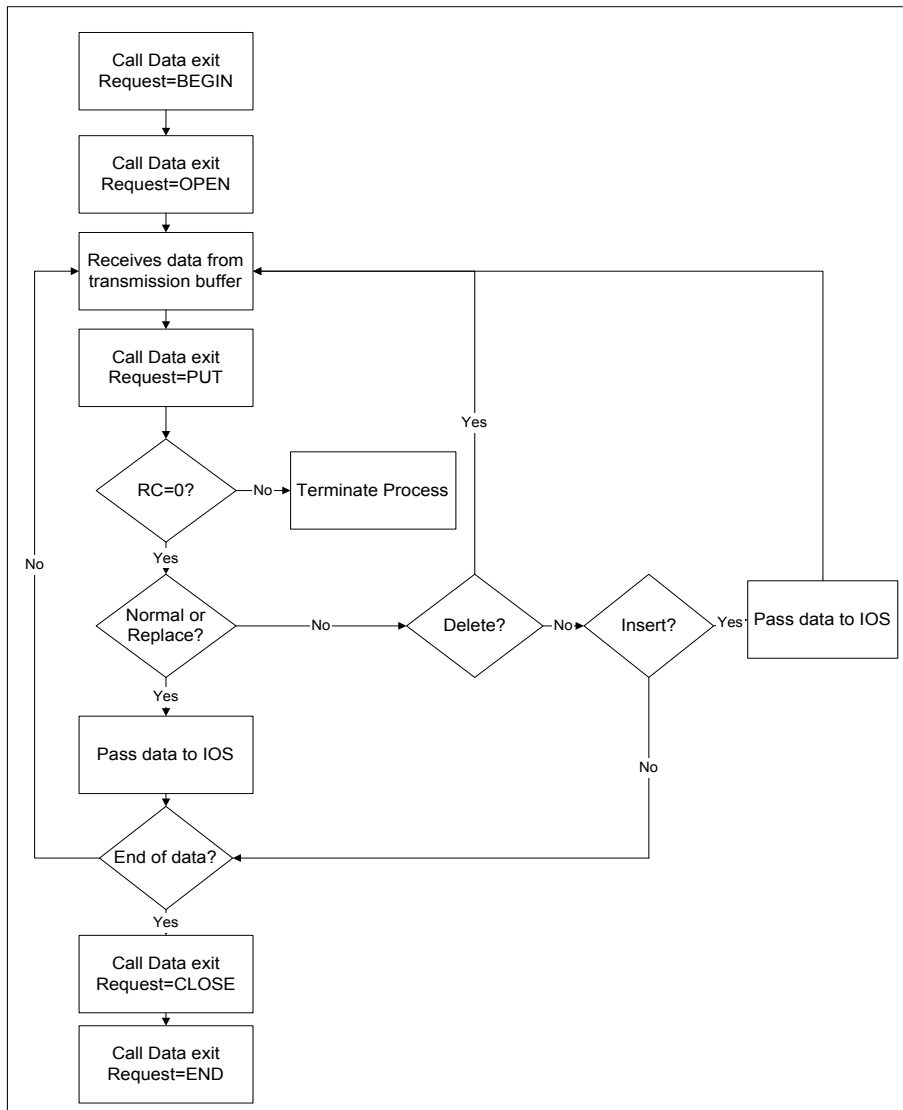 Call Data exit
Request=BEGIN
Call Data exit
Request=OPEN
Receives data from
transmission buffer
Call Data exit
Request=PUT
Yes
RC=0?
No
Terminate Process
Yes
No
Normal or
Replace?
No
Delete?
No
Insert?
Yes
Pass data to IOS
Yes
Pass data to IOS
No
End of data?
Yes
Call Data exit
Request=CLOSE
Call Data exit
Request=END